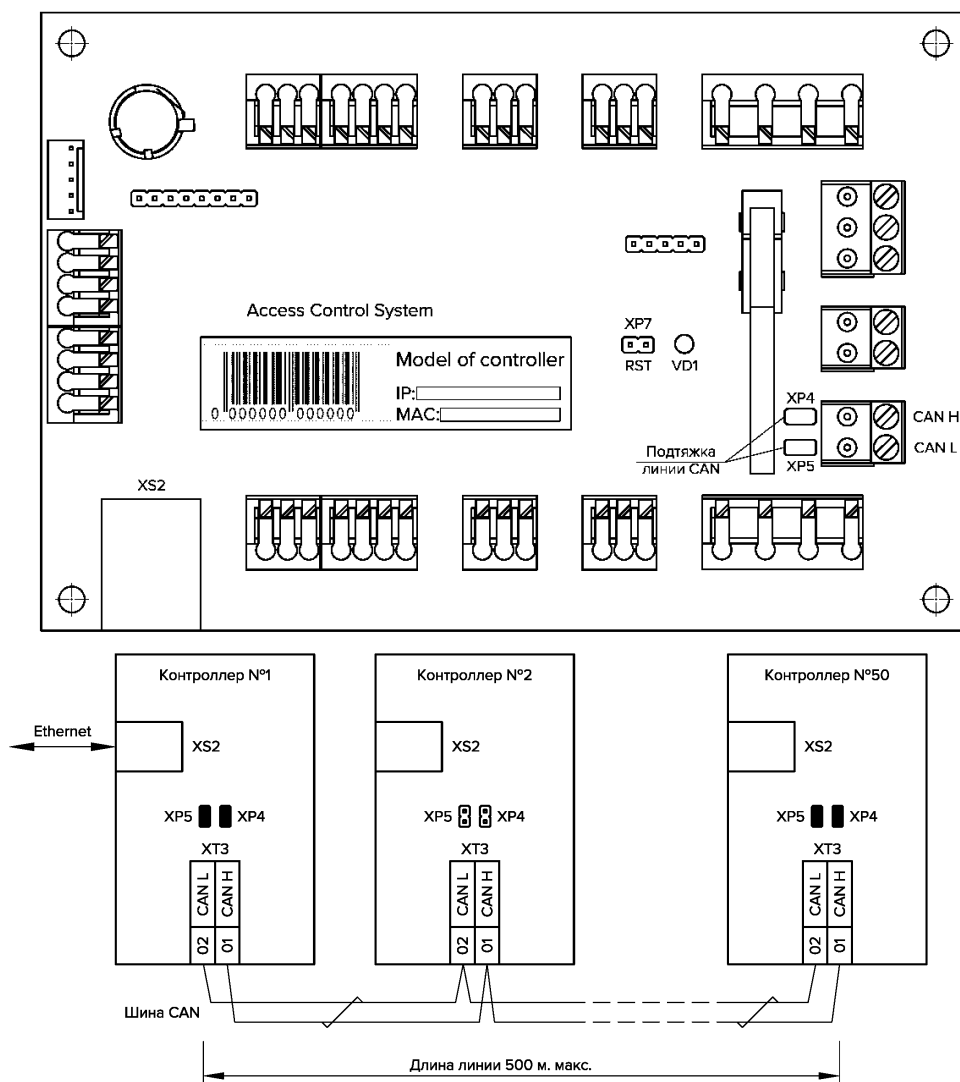 Access Control System
Model of controller
IP:
MAC:
0 000000 000000
XP7
RST
VD1
XP4
XP5
CAN H
CAN L
Подтяжка
линии CAN
XS2
Контроллер №1
Контроллер №2
Контроллер №50
Ethernet
XS2
XS2
XS2
XP5
XP4
XP5
XP4
XP5
XP4
XT3
XT3
XT3
CAN L
CAN H
CAN L
CAN H
CAN L
CAN H
02
01
02
01
02
01
Шина CAN
Длина линии 500 м. макс.